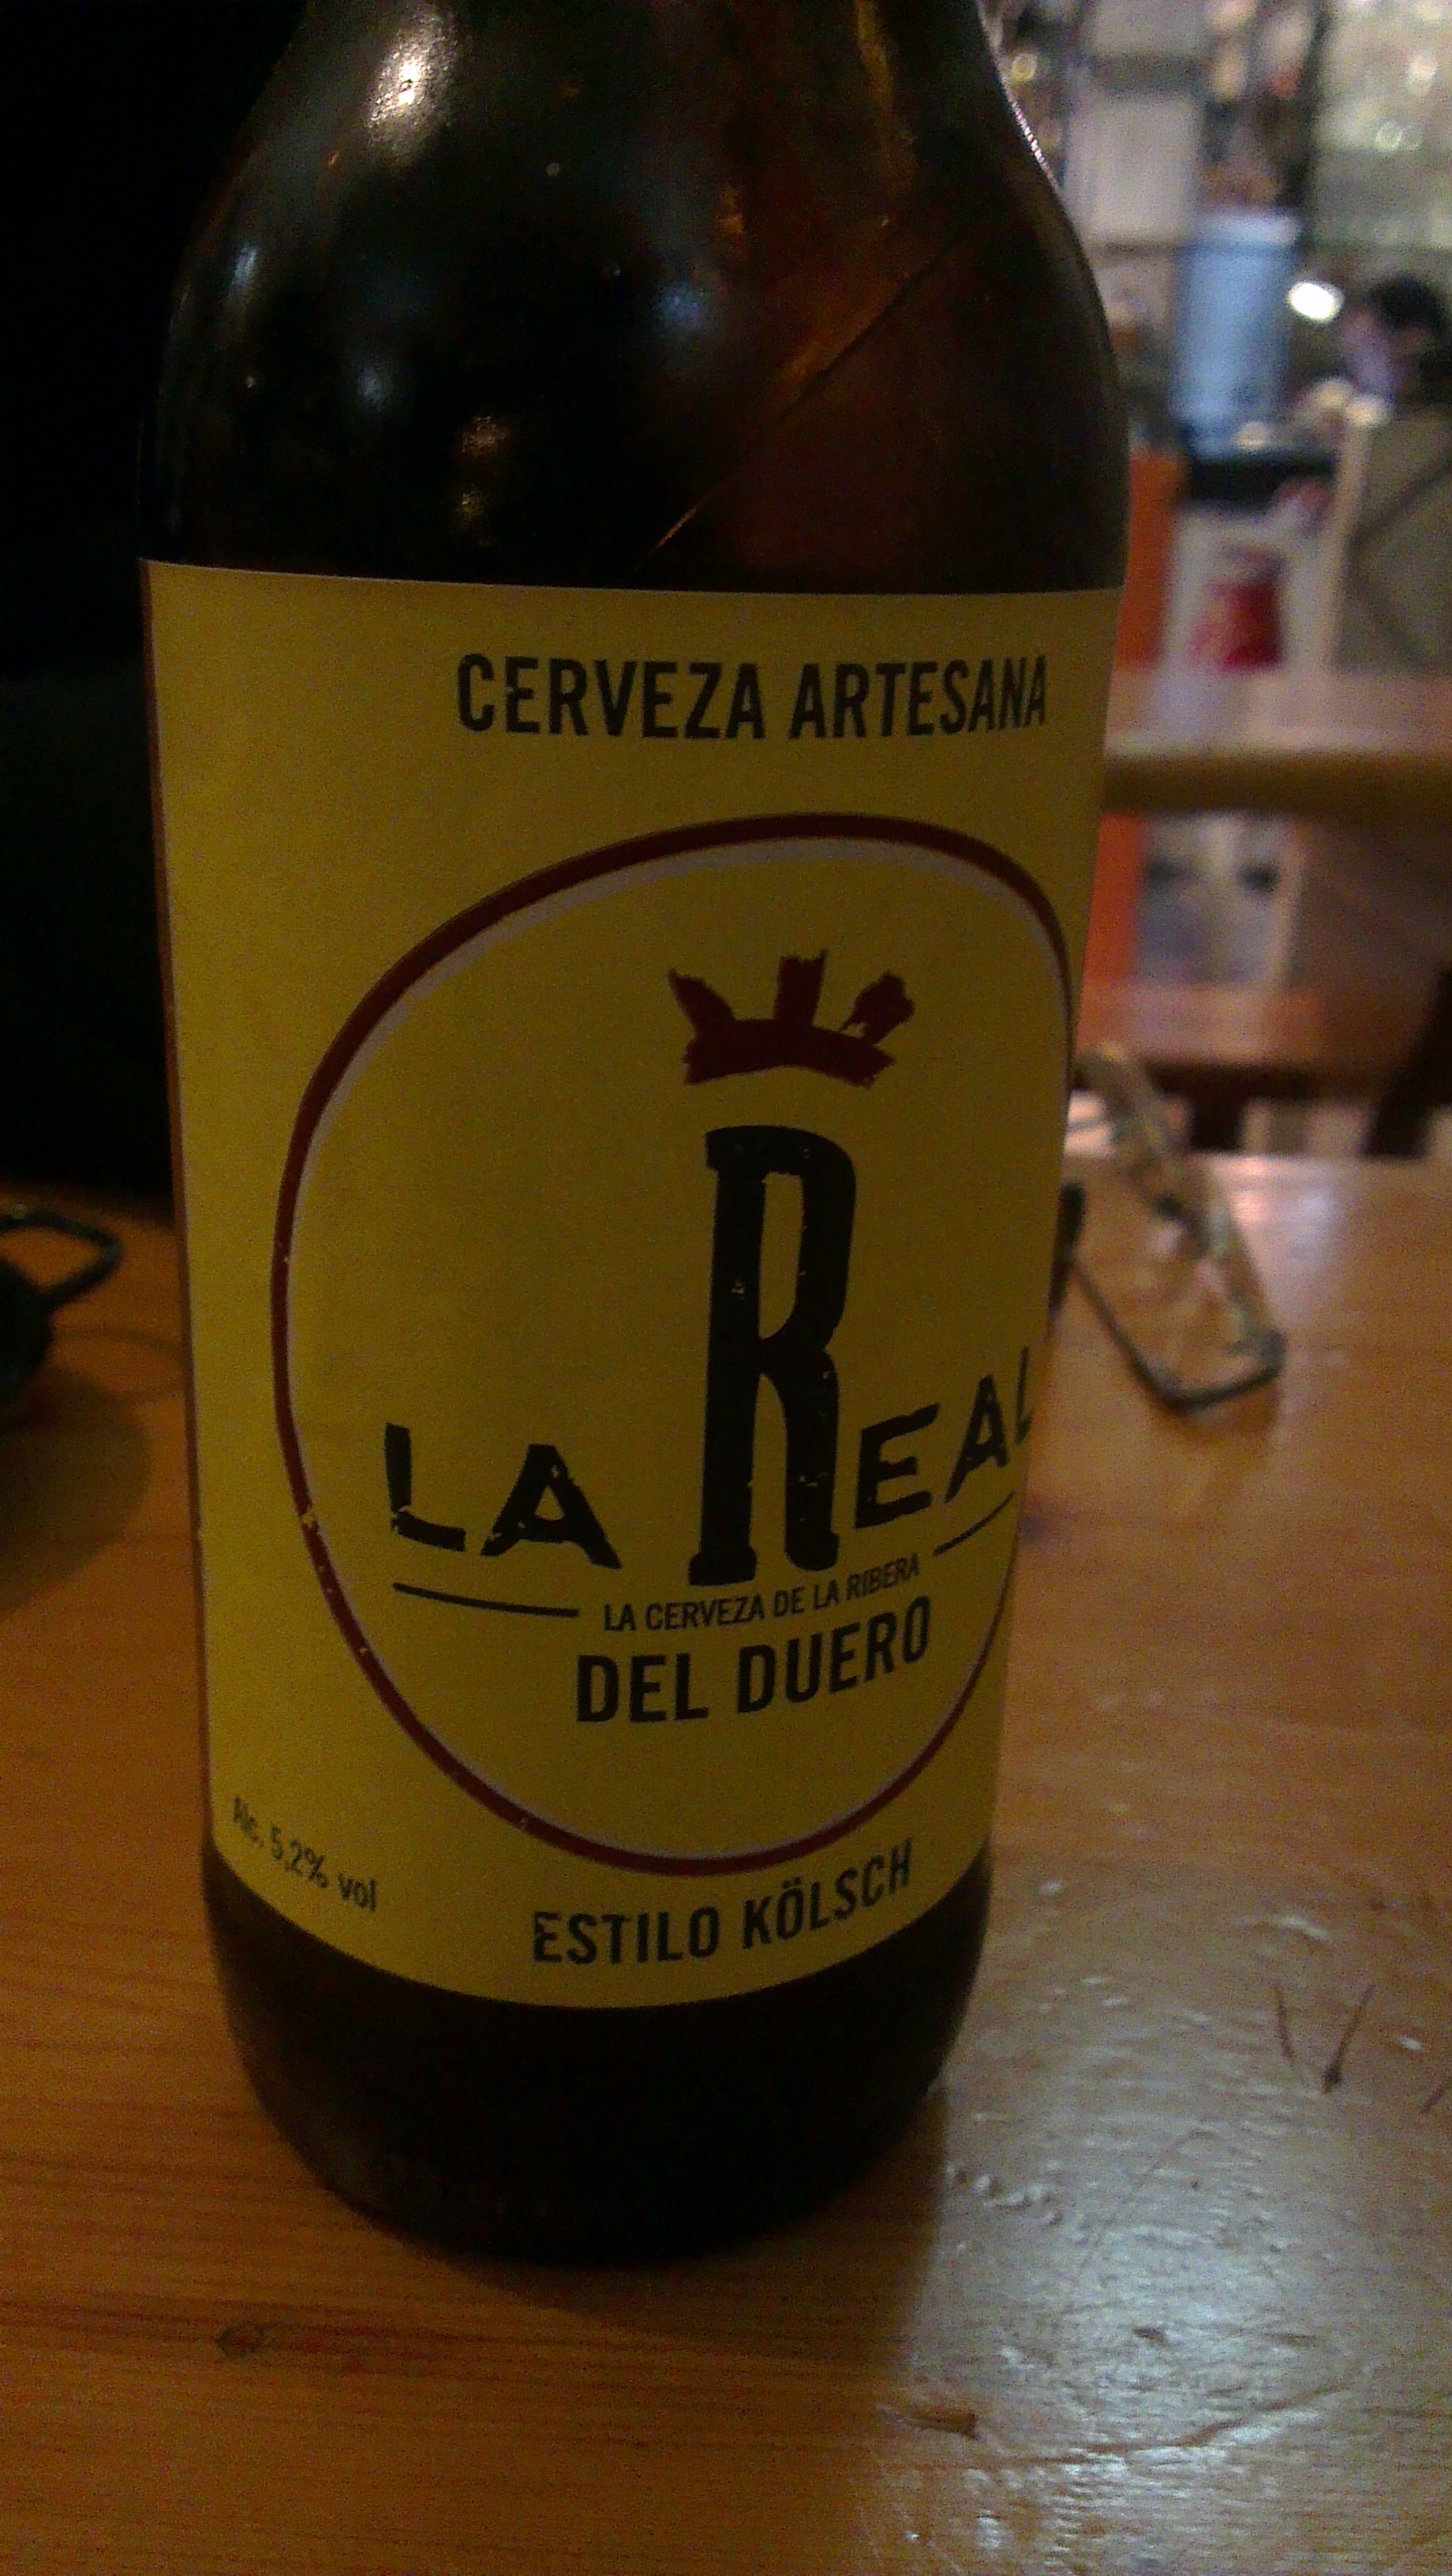 CERVEZA ARTESANA
LA REAL
LA CERVEZA DE LA RIBERA
DEL DUERO
Alc. 5,2% vol
ESTILO KÖLSCH